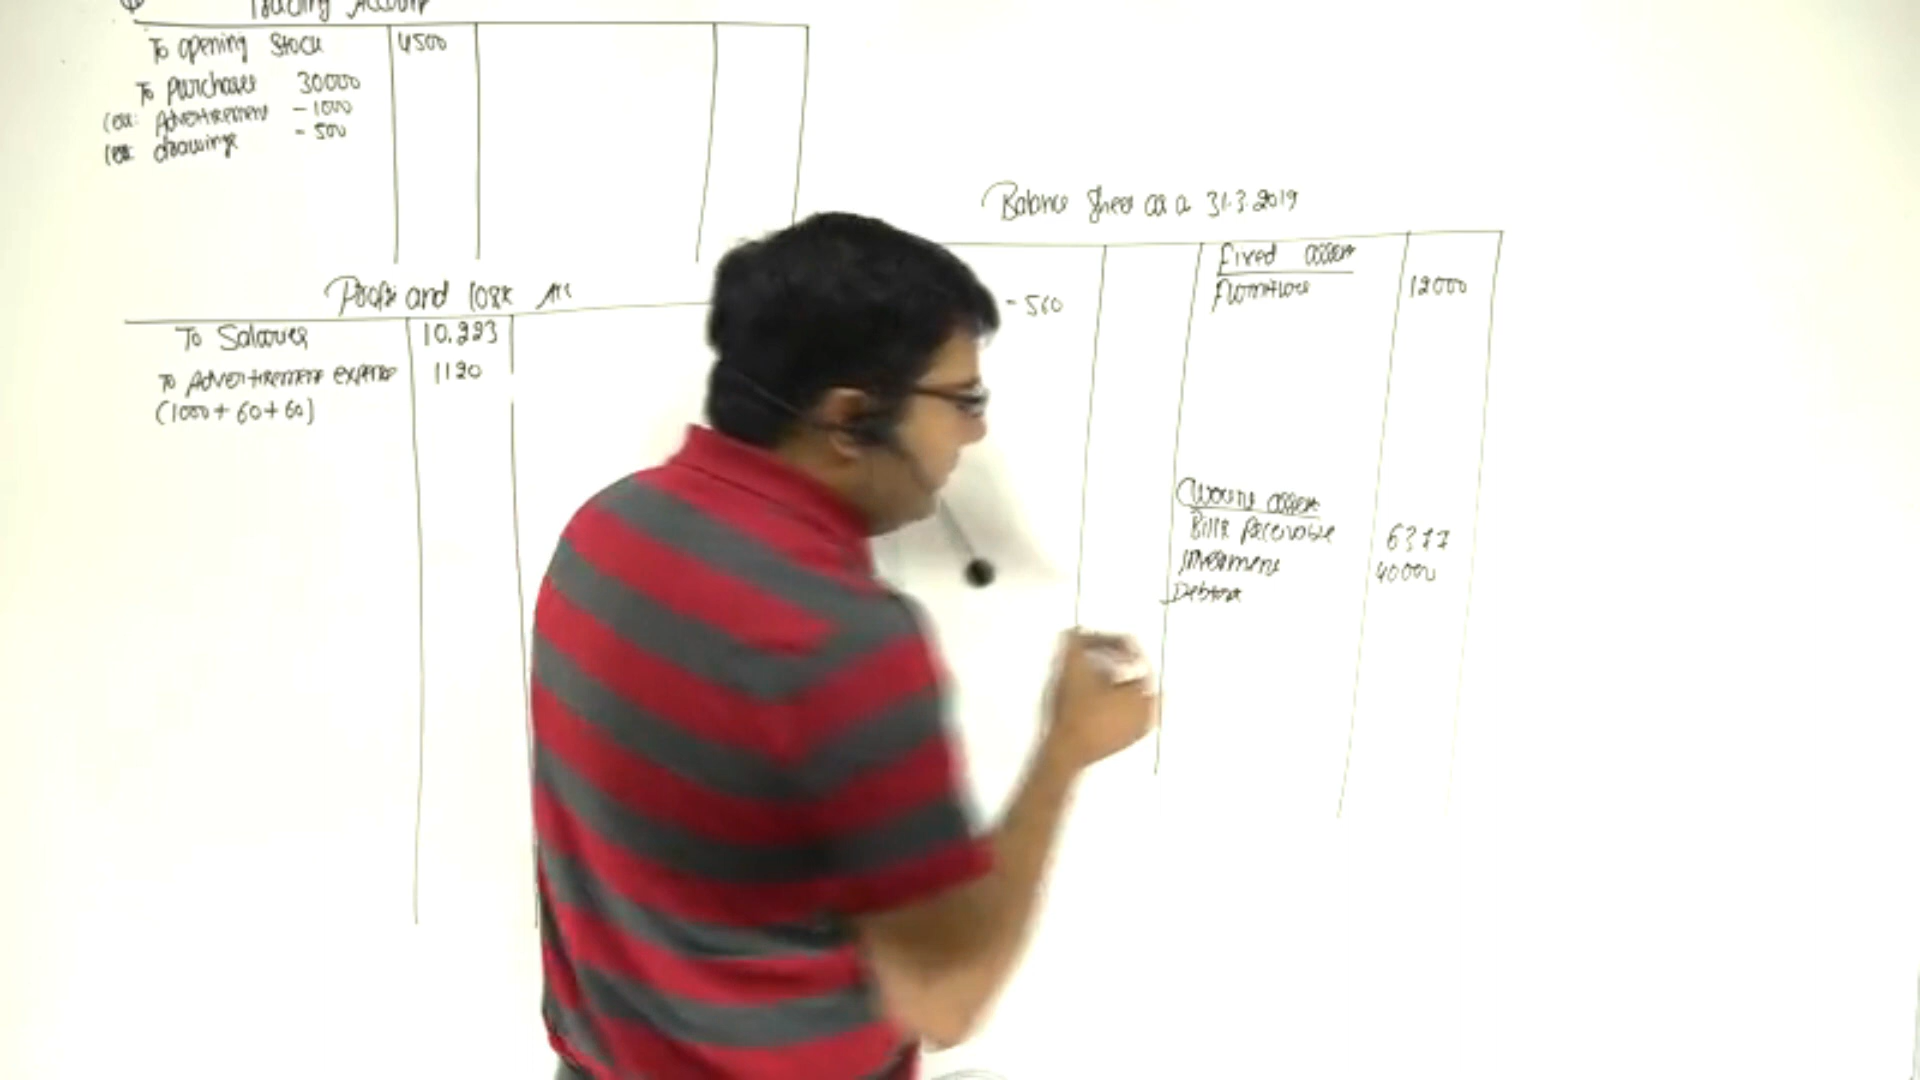 Trading Account
To opening Stock 4500
To purchases 30000
Less: Advertisement - 1000
Less: drawings - 500
Profit and loss A/c
To Salaries 10,223
To Advertisement expense 1120
(1000 + 60 + 60)
Balance Sheet as a 31.3.2019
- 560
Fixed assets
Furniture 12000
Current assets
Bills Receivable 6377
Investment 40000
Debtors